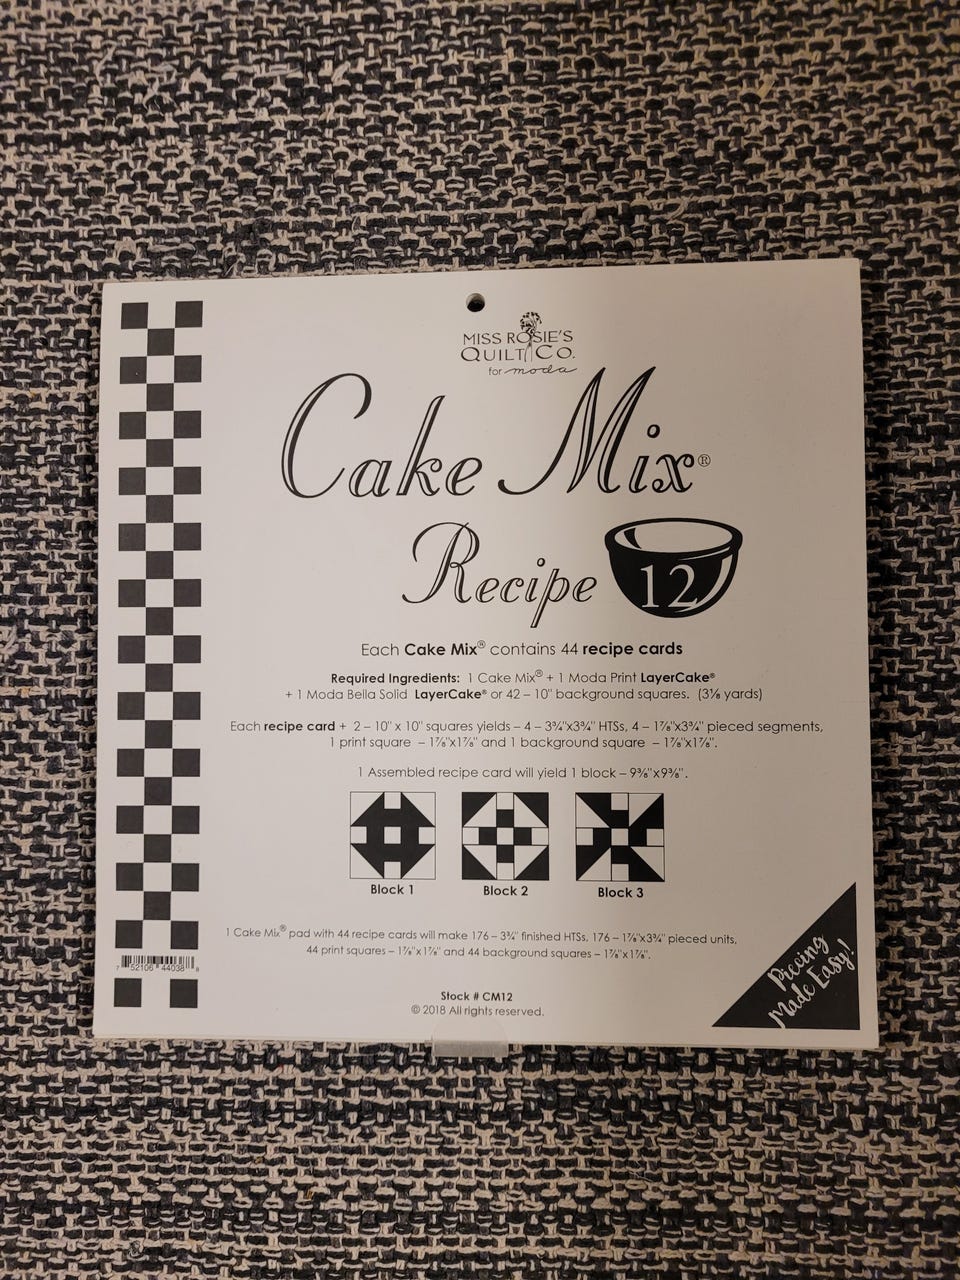 MISS ROSIE'S
QUILT CO.
for moda
Cake Mix®
Recipe 12
Each Cake Mix® contains 44 recipe cards
Required Ingredients: 1 Cake Mix® + 1 Moda Print LayerCake®
+ 1 Moda Bella Solid LayerCake® or 42 – 10" background squares. (3⅛ yards)
Each recipe card + 2 – 10" x 10" squares yields – 4 – 3¾"x3¾" HTSs, 4 – 1⅞"x3¾" pieced segments,
1 print square – 1⅞"x1⅞" and 1 background square – 1⅞"x1⅞".
1 Assembled recipe card will yield 1 block – 9⅜"x9⅜".
Block 1
Block 2
Block 3
1 Cake Mix® pad with 44 recipe cards will make 176 – 3¾" finished HTSs, 176 – 1⅞"x3¾" pieced units,
44 print squares – 1⅞"x1⅞" and 44 background squares – 1⅞"x1⅞".
7 52106 44038 8
Piecing
Made Easy!
Stock # CM12
© 2018 All rights reserved.